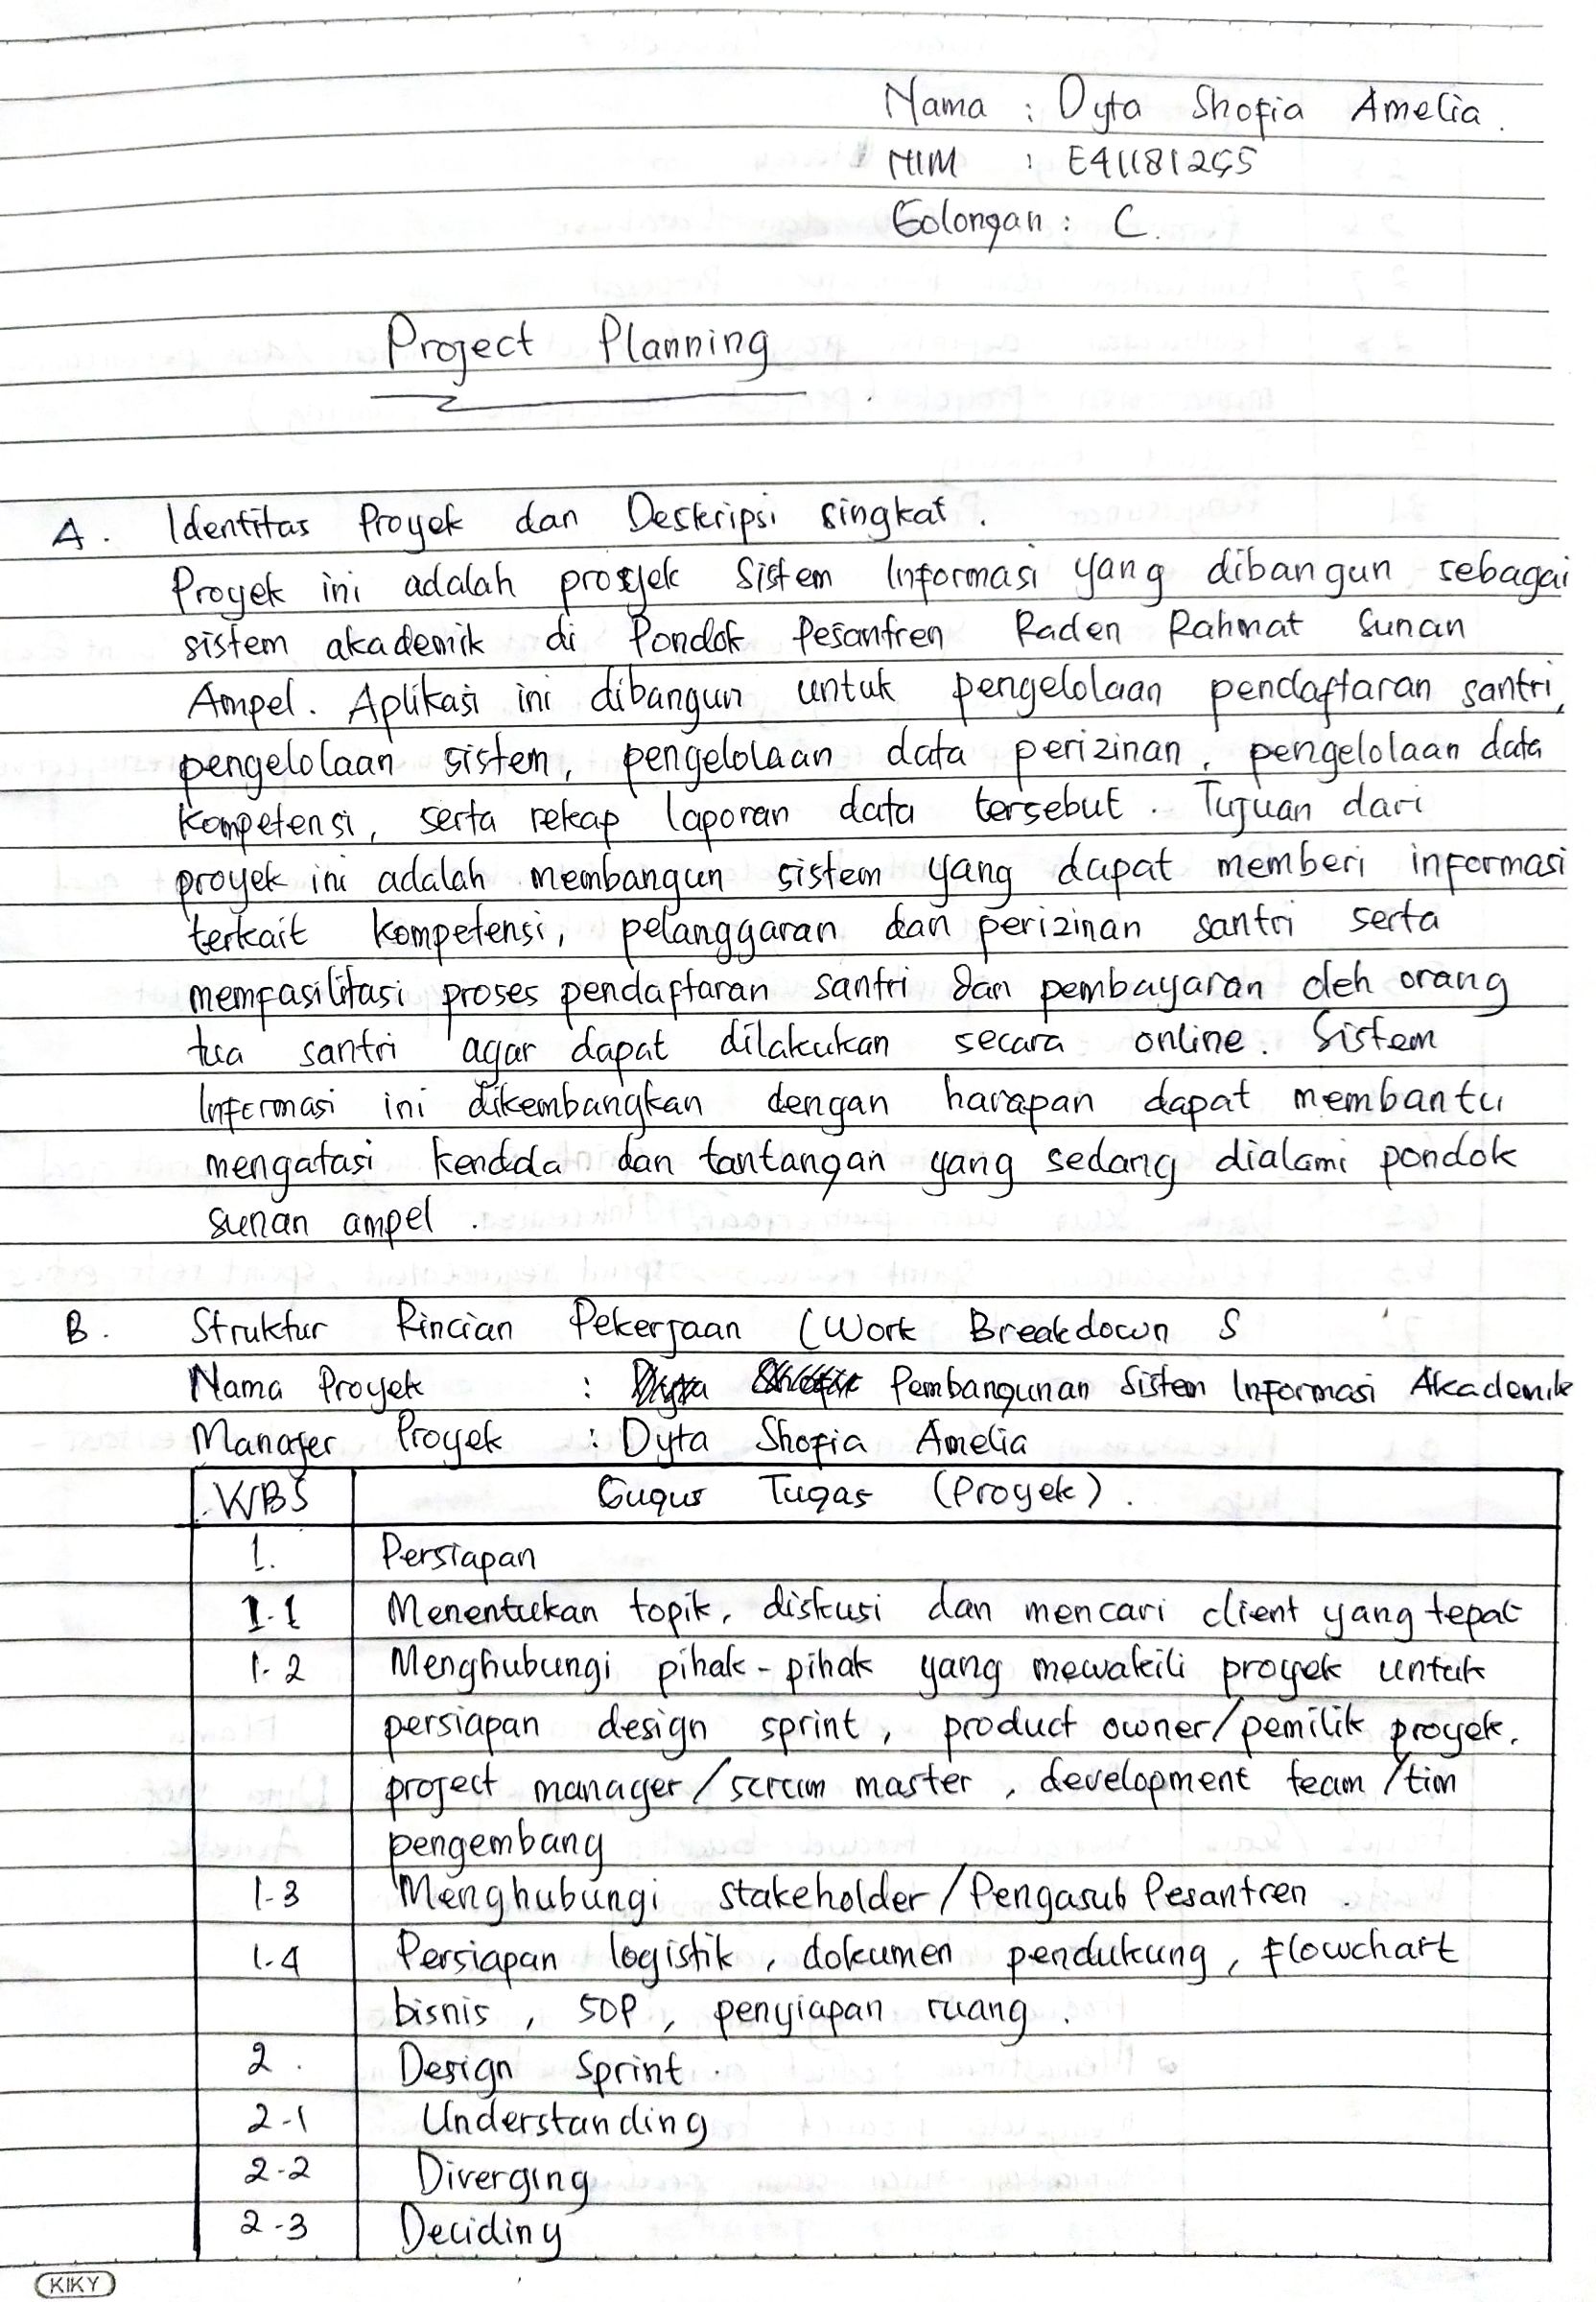 Nama : Dyta Shofia Amelia.
NIM : E41181255
Golongan : C.
Project Planning
A. Identitas Proyek dan Deskripsi singkat.
Proyek ini adalah proyek Sistem Informasi yang dibangun sebagai
sistem akademik di Pondok Pesantren Raden Rahmat Sunan
Ampel. Aplikasi ini dibangun untuk pengelolaan pendaftaran santri,
pengelolaan sistem, pengelolaan data perizinan, pengelolaan data
kompetensi, serta rekap laporan data tersebut. Tujuan dari
proyek ini adalah membangun sistem yang dapat memberi informasi
terkait kompetensi, pelanggaran dan perizinan santri serta
memfasilitasi proses pendaftaran santri dan pembayaran oleh orang
tua santri agar dapat dilakukan secara online. Sistem
Informasi ini dikembangkan dengan harapan dapat membantu
mengatasi kendala dan tantangan yang sedang dialami pondok
sunan ampel.
B. Struktur Rincian Pekerjaan (Work Breakdown S
Nama Proyek : Pembangunan Sistem Informasi Akademik
Manajer Proyek : Dyta Shofia Amelia
WBS Gugus Tugas (Proyek).
1. Persiapan
1.1 Menentukan topik, diskusi dan mencari client yang tepat
1.2 Menghubungi pihak-pihak yang mewakili proyek untuk
persiapan design sprint, product owner/pemilik proyek,
project manager/scrum master, development team/tim
pengembang
1.3 Menghubungi stakeholder/Pengasuh Pesantren.
1.4 Persiapan logistik, dokumen pendukung, flowchart
bisnis, SOP, penyiapan ruang.
2. Design Sprint.
2.1 Understanding
2.2 Diverging
2.3 Deciding
KIKY